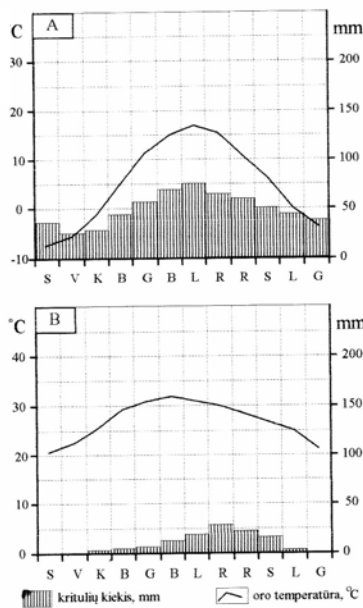 C A mm
30 200
20 150
10 100
0 50
-10 0
S V K B G B L R R S L G
°C B mm
40 200
30 150
20 100
10 50
0 0
S V K B G B L R R S L G
kritulių kiekis, mm oro temperatūra, °C